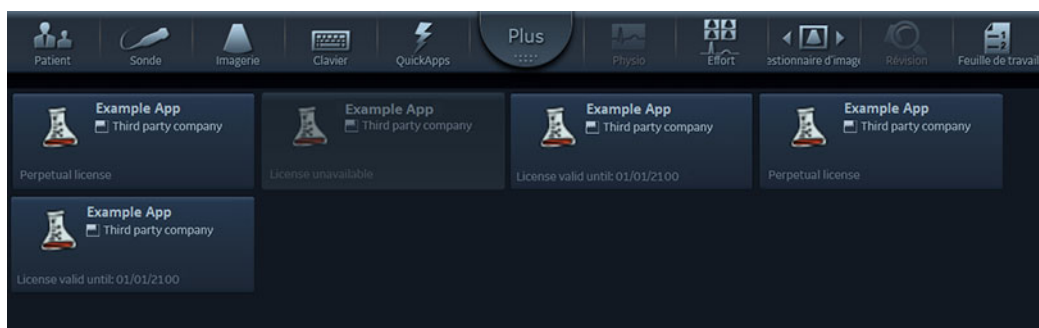 Patient
Sonde
Imagerie
Clavier
QuickApps
Plus
Physio
Effort
estionnaire d'imag
Révision
Feuille de travail
Example App
Third party company
Perpetual license
Example App
Third party company
License unavailable
Example App
Third party company
License valid until: 01/01/2100
Example App
Third party company
Perpetual license
Example App
Third party company
License valid until: 01/01/2100